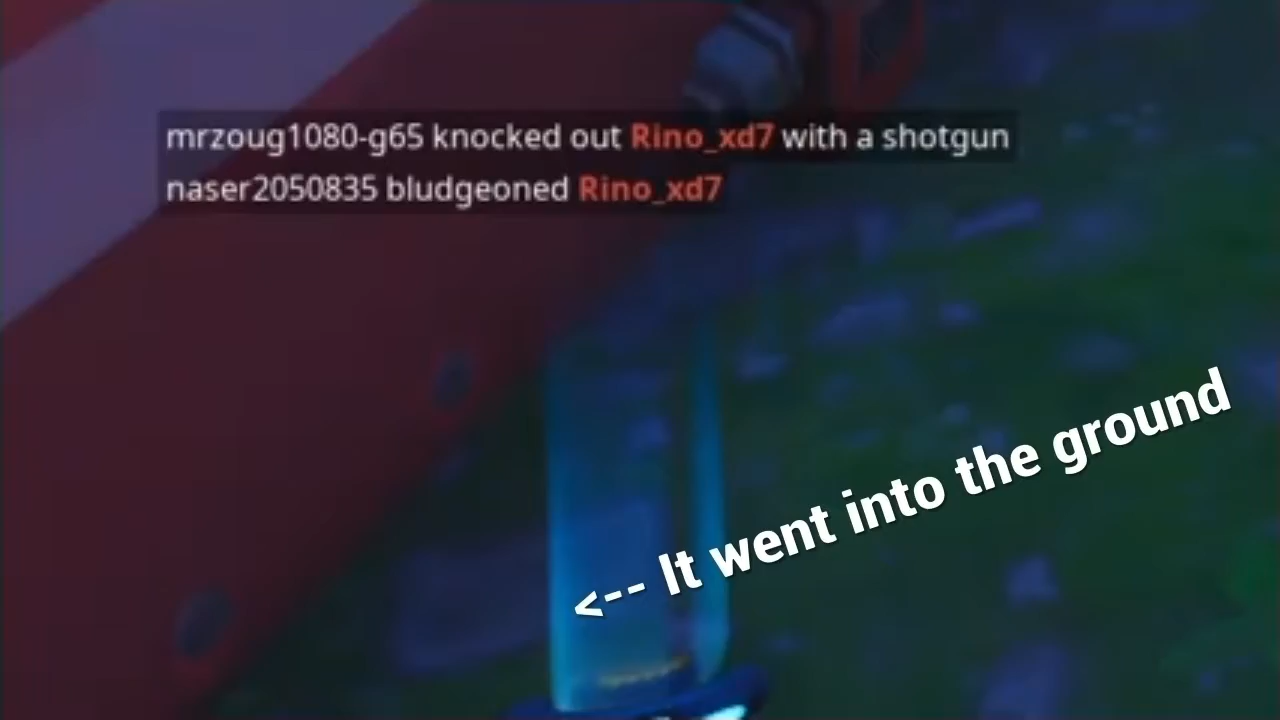 mrzoug1080-g65 knocked out Rino_xd7 with a shotgun
naser2050835 bludgeoned Rino_xd7
<--- It went into the ground